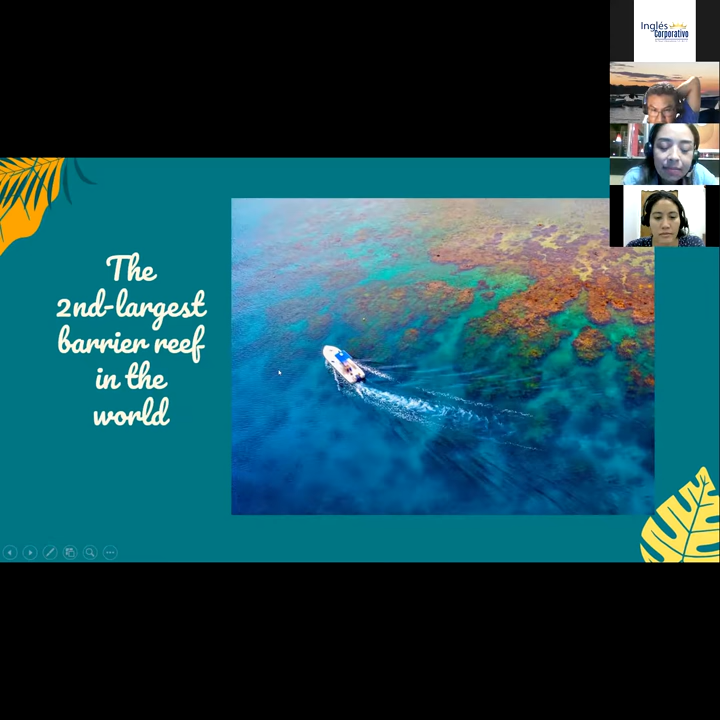 Inglés
Corporativo
The
2nd-largest
barrier reef
in the
world